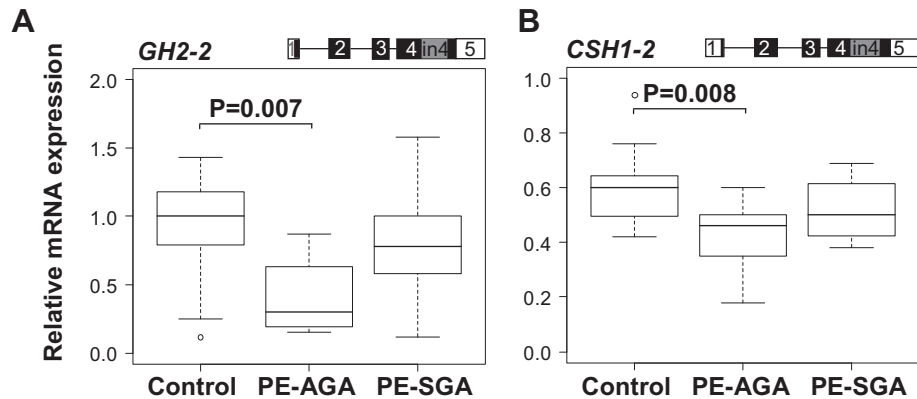 A
GH2-2
1 2 3 4 in4 5
Relative mRNA expression
2.0
1.5
1.0
0.5
0.0
P=0.007
Control PE-AGA PE-SGA
B
CSH1-2
1 2 3 4 in4 5
1.0
0.8
0.6
0.4
0.2
0.0
P=0.008
Control PE-AGA PE-SGA